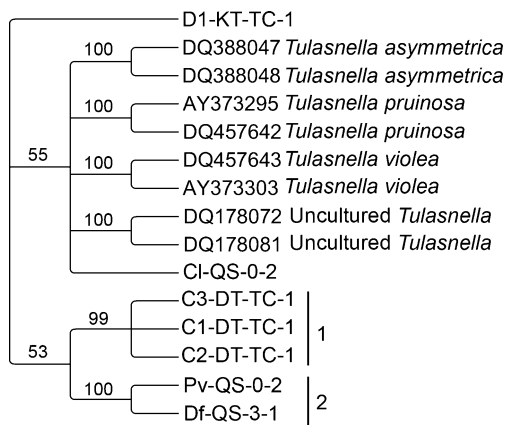 D1-KT-TC-1
100 DQ388047 Tulasnella asymmetrica
DQ388048 Tulasnella asymmetrica
100 AY373295 Tulasnella pruinosa
DQ457642 Tulasnella pruinosa
55 100 DQ457643 Tulasnella violea
AY373303 Tulasnella violea
100 DQ178072 Uncultured Tulasnella
DQ178081 Uncultured Tulasnella
Cl-QS-0-2
C3-DT-TC-1
99 C1-DT-TC-1 1
53 C2-DT-TC-1
100 Pv-QS-0-2 2
Df-QS-3-1